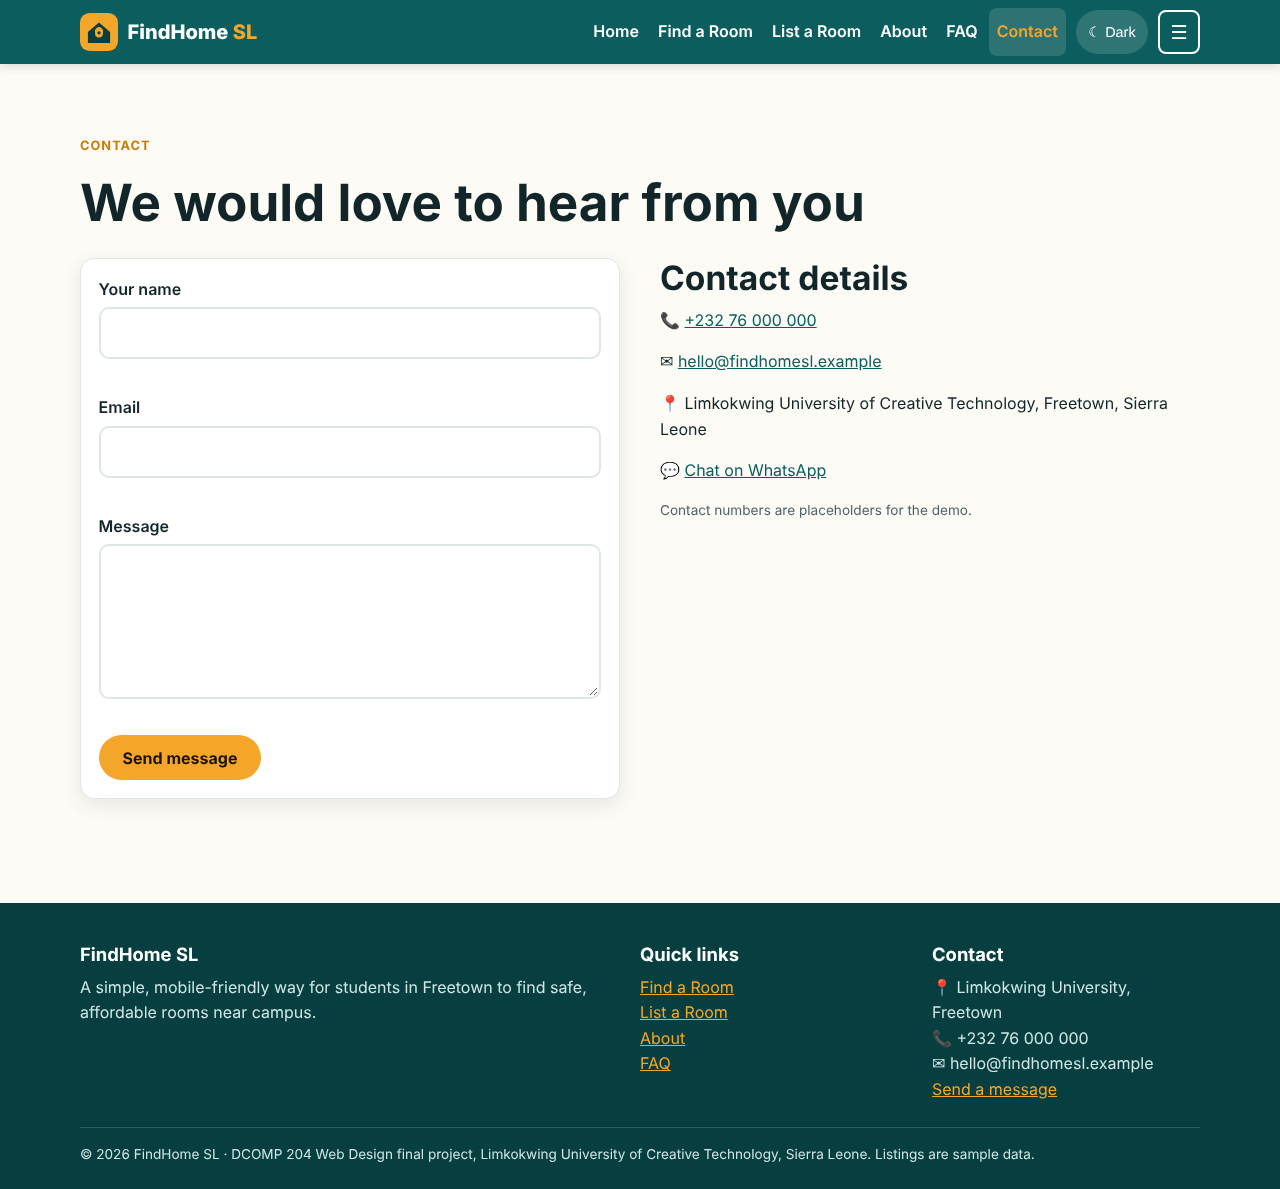 FindHome SL
Home Find a Room List a Room About FAQ Contact ☾ Dark ☰
CONTACT
We would love to hear from you
Your name
Email
Message
Send message
Contact details
📞 +232 76 000 000
✉ hello@findhomesl.example
📍 Limkokwing University of Creative Technology, Freetown, Sierra
Leone
💬 Chat on WhatsApp
Contact numbers are placeholders for the demo.
FindHome SL
A simple, mobile-friendly way for students in Freetown to find safe,
affordable rooms near campus.
Quick links
Find a Room
List a Room
About
FAQ
Contact
📍 Limkokwing University,
Freetown
📞 +232 76 000 000
✉ hello@findhomesl.example
Send a message
© 2026 FindHome SL · DCOMP 204 Web Design final project, Limkokwing University of Creative Technology, Sierra Leone. Listings are sample data.